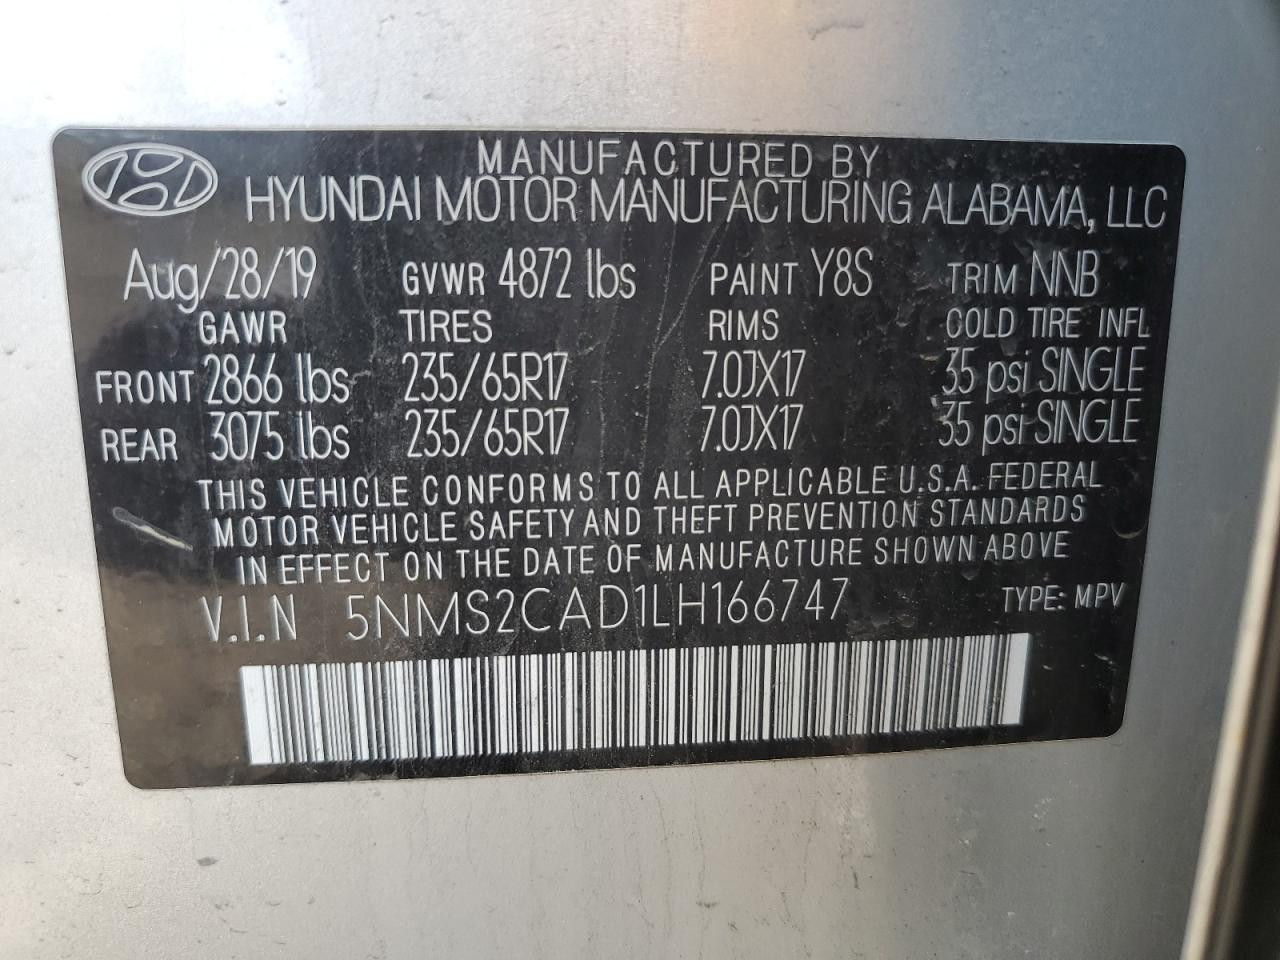 MANUFACTURED BY
HYUNDAI MOTOR MANUFACTURING ALABAMA, LLC
Aug/28/19 GVWR 4872 lbs PAINT Y8S TRIM NNB
GAWR TIRES RIMS COLD TIRE INFL
FRONT 2866 lbs 235/65R17 7.0JX17 35 psi SINGLE
REAR 3075 lbs 235/65R17 7.0JX17 35 psi SINGLE
THIS VEHICLE CONFORMS TO ALL APPLICABLE U.S.A. FEDERAL
MOTOR VEHICLE SAFETY AND THEFT PREVENTION STANDARDS
IN EFFECT ON THE DATE OF MANUFACTURE SHOWN ABOVE
V.I.N 5NMS2CAD1LH166747 TYPE: MPV